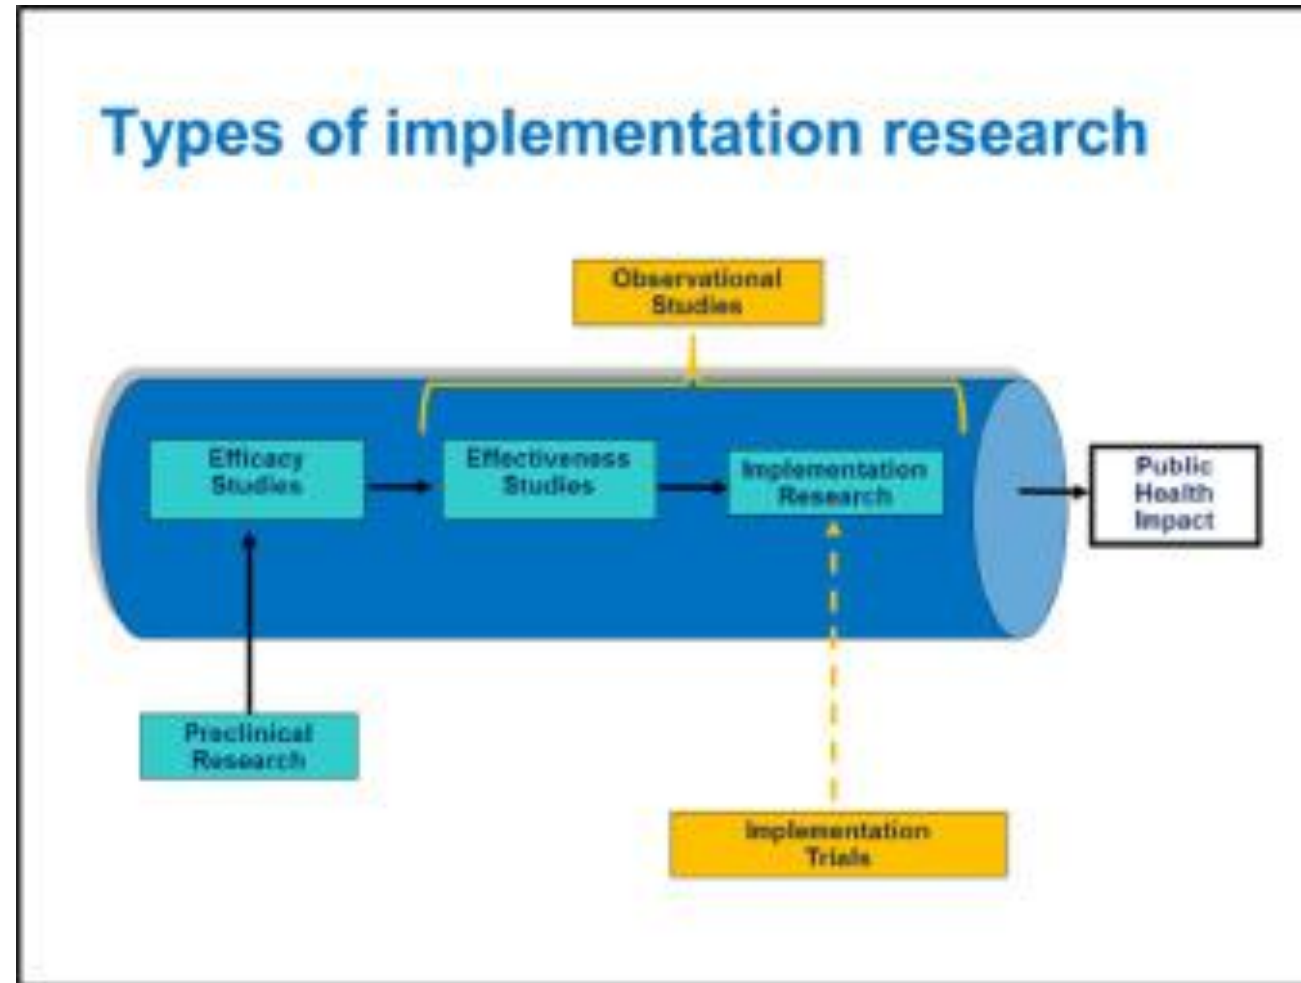 Types of implementation research
Observational
Studies
Efficacy
Studies
Effectiveness
Studies
Implementation
Research
Public
Health
Impact
Preclinical
Research
Implementation
Trials